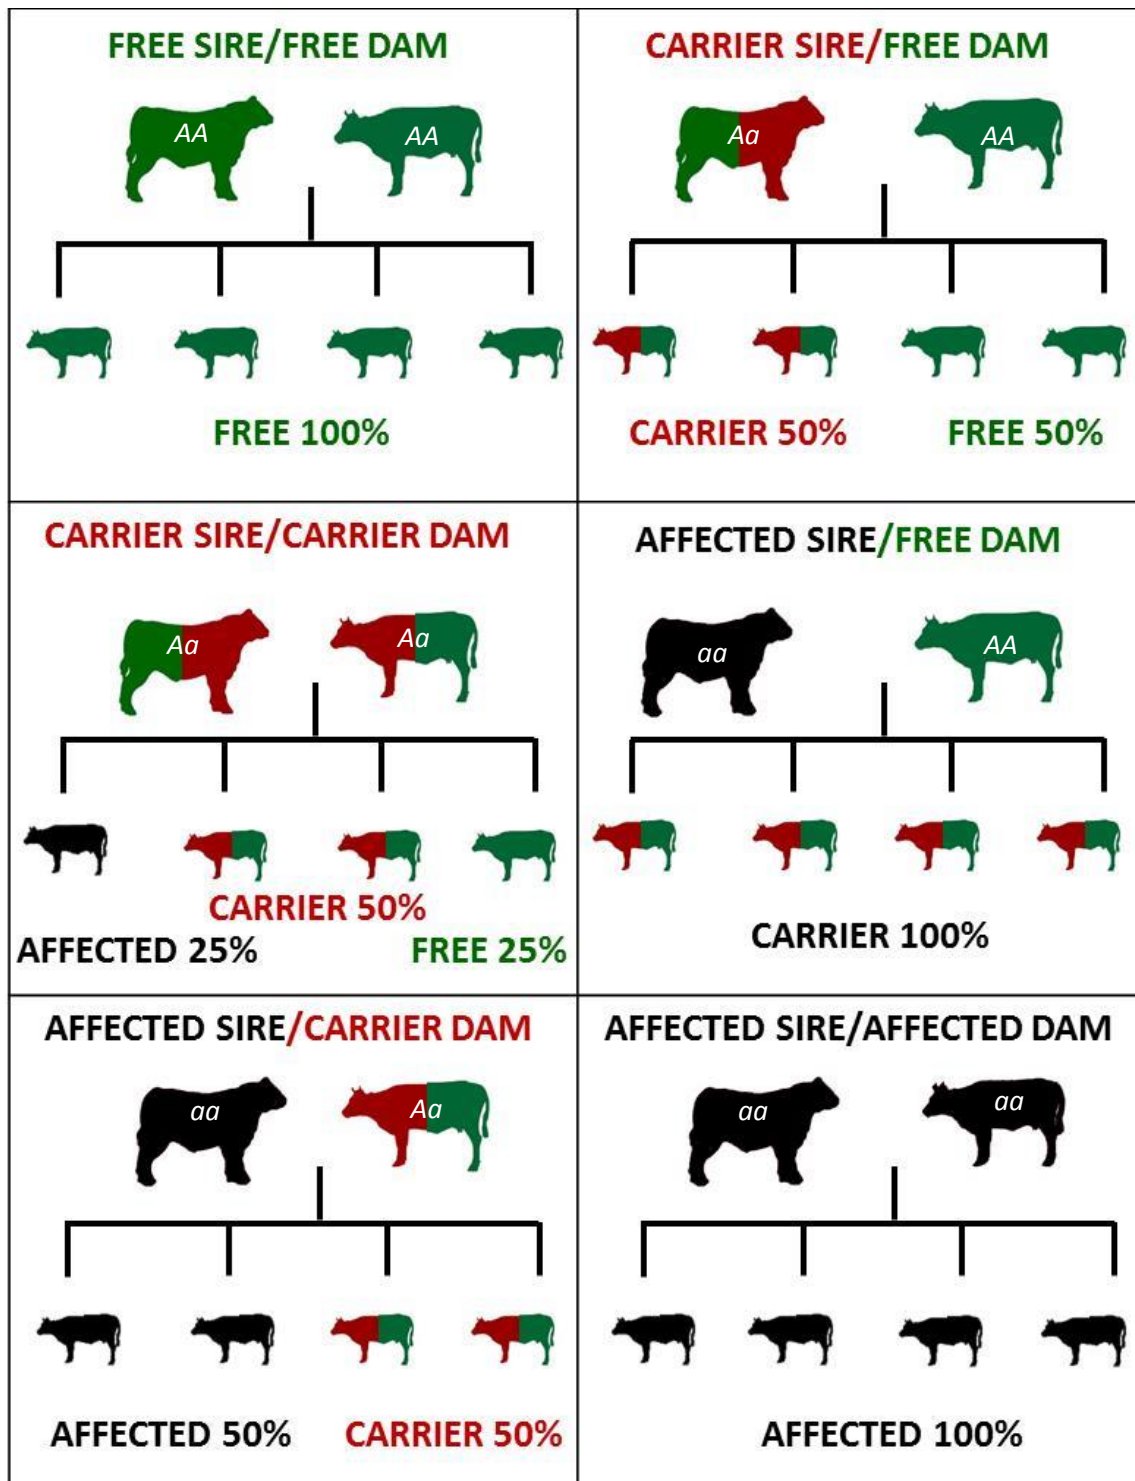 FREE SIRE/FREE DAM
AA
AA
FREE 100%
CARRIER SIRE/FREE DAM
Aa
AA
CARRIER 50%
FREE 50%
CARRIER SIRE/CARRIER DAM
Aa
Aa
CARRIER 50%
AFFECTED 25%
FREE 25%
AFFECTED SIRE/FREE DAM
aa
AA
CARRIER 100%
AFFECTED SIRE/CARRIER DAM
aa
Aa
AFFECTED 50%
CARRIER 50%
AFFECTED SIRE/AFFECTED DAM
aa
aa
AFFECTED 100%